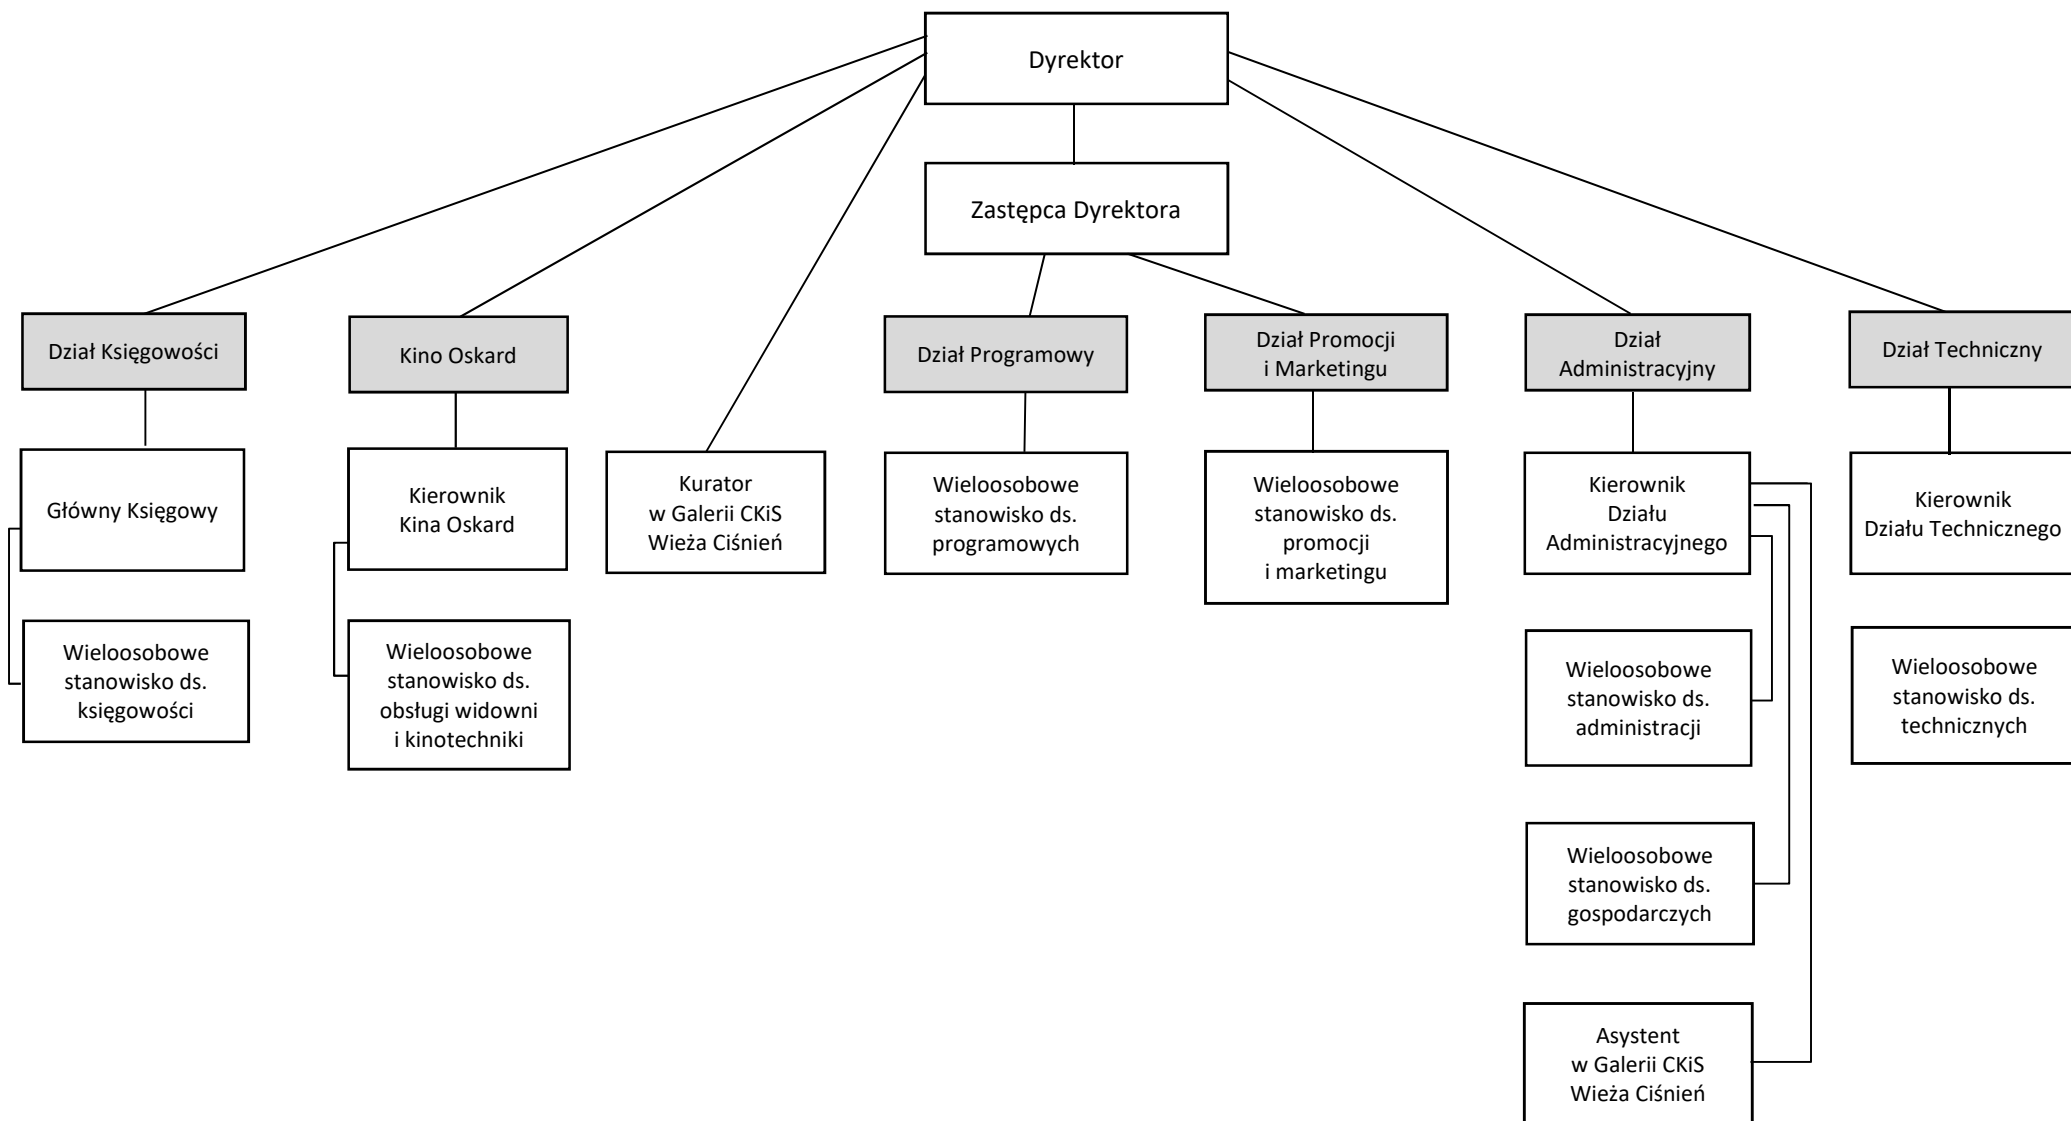 Dyrektor
Zastępca Dyrektora
Dział Księgowości
Kino Oskard
Dział Programowy
Dział Promocji
i Marketingu
Dział
Administracyjny
Dział Techniczny
Główny Księgowy
Kierownik
Kina Oskard
Kurator
w Galerii CKiS
Wieża Ciśnień
Wieloosobowe
stanowisko ds.
programowych
Wieloosobowe
stanowisko ds.
promocji
i marketingu
Kierownik
Działu
Administracyjnego
Kierownik
Działu Technicznego
Wieloosobowe
stanowisko ds.
księgowości
Wieloosobowe
stanowisko ds.
obsługi widowni
i kinotechniki
Wieloosobowe
stanowisko ds.
administracji
Wieloosobowe
stanowisko ds.
technicznych
Wieloosobowe
stanowisko ds.
gospodarczych
Asystent
w Galerii CKiS
Wieża Ciśnień